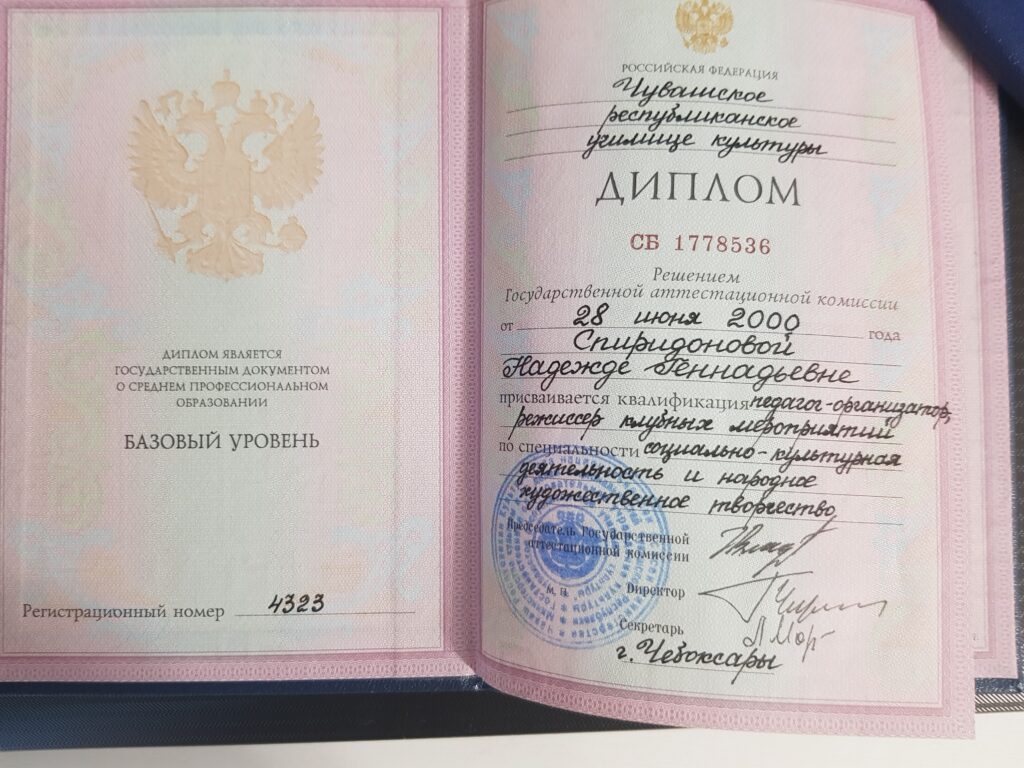 ДИПЛОМ ЯВЛЯЕТСЯ
ГОСУДАРСТВЕННЫМ ДОКУМЕНТОМ
О СРЕДНЕМ ПРОФЕССИОНАЛЬНОМ
ОБРАЗОВАНИИ
БАЗОВЫЙ УРОВЕНЬ
Регистрационный номер 4323
РОССИЙСКАЯ ФЕДЕРАЦИЯ
Чувашское
республиканское
училище культуры
ДИПЛОМ
СБ 1778536
Решением
Государственной аттестационной комиссии
от 28 июня 2000 года
Спиридоновой
Надежде Геннадьевне
присваивается квалификация педагог-организатор,
режиссер клубных мероприятий
по специальности социально-культурная
деятельность и народное
художественное творчество
Председатель Государственной
аттестационной комиссии
М. П.
Директор
Секретарь
г. Чебоксары